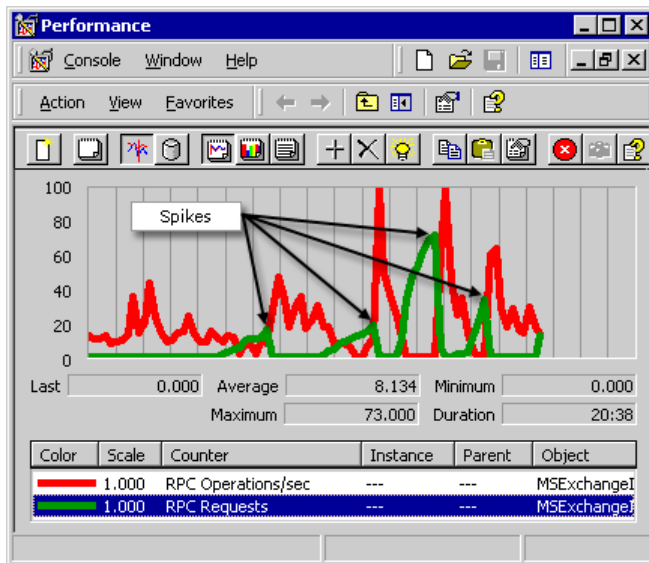 Performance
Console Window Help
Action View Favorites
100
80
60
40
20
0
Spikes
Last 0.000 Average 8.134 Minimum 0.000
Maximum 73.000 Duration 20:38
Color Scale Counter Instance Parent Object
1.000 RPC Operations/sec --- --- MSExchangeI
1.000 RPC Requests --- --- MSExchangeI